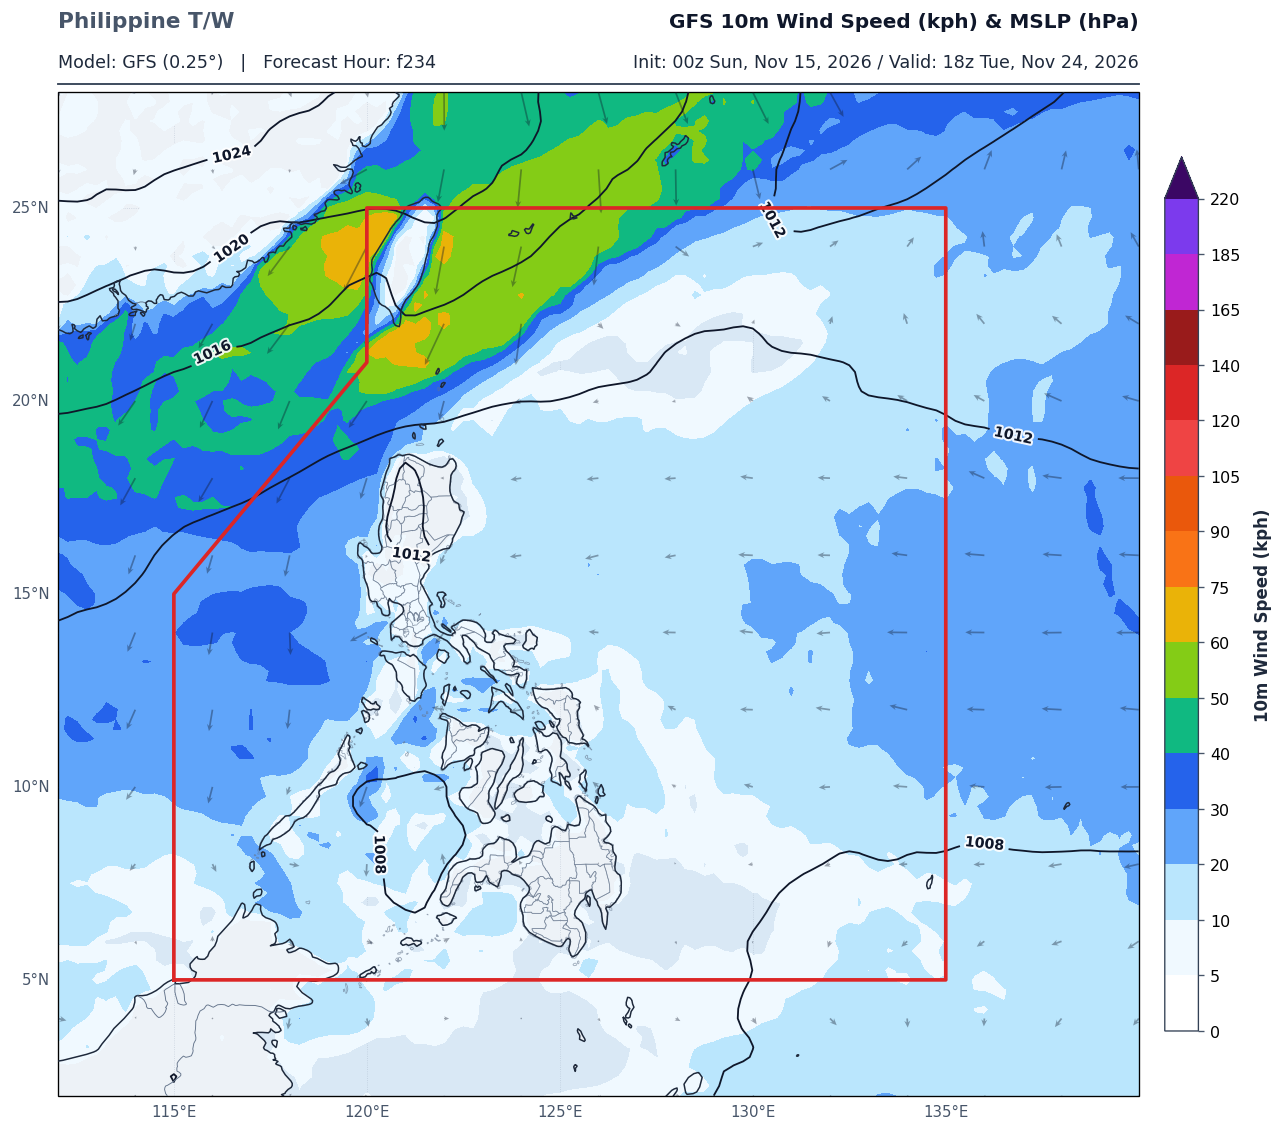 Philippine T/W
GFS 10m Wind Speed (kph) & MSLP (hPa)
Model: GFS (0.25°) | Forecast Hour: f234
Init: 00z Sun, Nov 15, 2026 / Valid: 18z Tue, Nov 24, 2026
1024
1020
1016
1012
1012
1012
1008
1008
25°N
20°N
15°N
10°N
5°N
115°E
120°E
125°E
130°E
135°E
220
185
165
140
120
105
90
75
60
50
40
30
20
10
5
0
10m Wind Speed (kph)